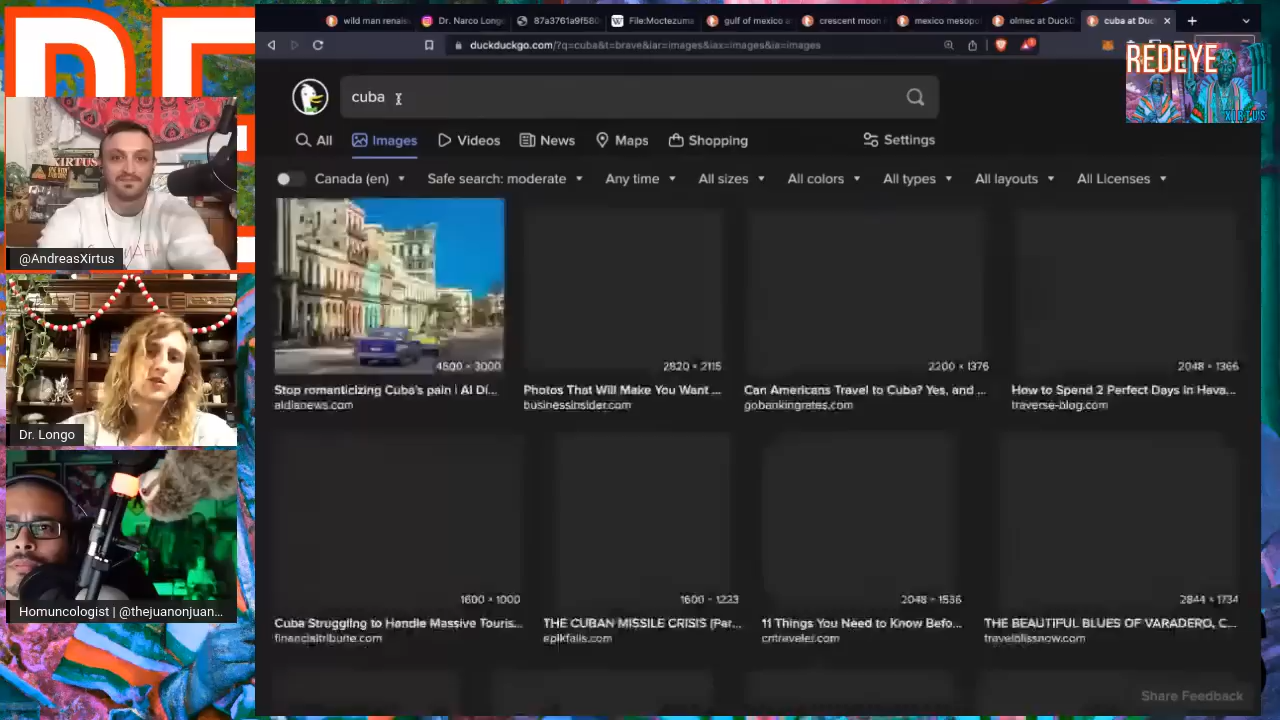 wild man renais
Dr. Narco Longo
87a3761a9f580
File:Moctezuma
gulf of mexico a
crescent moon
mexico mesopot
olmec at DuckD
cuba at Duc
duckduckgo.com/?q=cuba&t=brave&iar=images&iax=images&ia=images
REDEYE
XIRTUS
cuba
All
Images
Videos
News
Maps
Shopping
Settings
Canada (en)
Safe search: moderate
Any time
All sizes
All colors
All types
All layouts
All Licenses
XIRTUS
@AndreasXirtus
4500 × 3000
2820 × 2115
2200 × 1376
2048 × 1366
Stop romanticizing Cuba's pain | Al Di...
Photos That Will Make You Want ...
Can Americans Travel to Cuba? Yes, and ...
How to Spend 2 Perfect Days in Hava...
aldianews.com
businessinsider.com
gobankingrates.com
traverse-blog.com
Dr. Longo
1600 × 1000
1600 × 1223
2048 × 1536
2844 × 1734
Cuba Struggling to Handle Massive Touris...
THE CUBAN MISSILE CRISIS (Par...
11 Things You Need to Know Befo...
THE BEAUTIFUL BLUES OF VARADERO, C...
financialtribune.com
epikfails.com
cntraveler.com
travelblissnow.com
Homuncologist | @thejuanonjuan...
Share Feedback